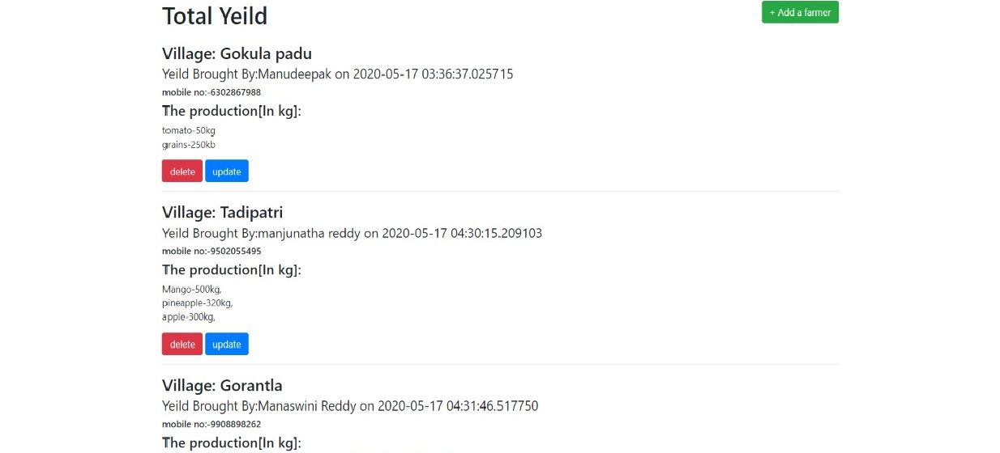 Total Yeild
+ Add a farmer
Village: Gokula padu
Yeild Brought By:Manudeepak on 2020-05-17 03:36:37.025715
mobile no:-6302867988
The production[In kg]:
tomato-50kg
grains-250kb
delete update
Village: Tadipatri
Yeild Brought By:manjunatha reddy on 2020-05-17 04:30:15.209103
mobile no:-9502055495
The production[In kg]:
Mango-500kg,
pineapple-320kg,
apple-300kg,
delete update
Village: Gorantla
Yeild Brought By:Manaswini Reddy on 2020-05-17 04:31:46.517750
mobile no:-9908898262
The production[In kg]: